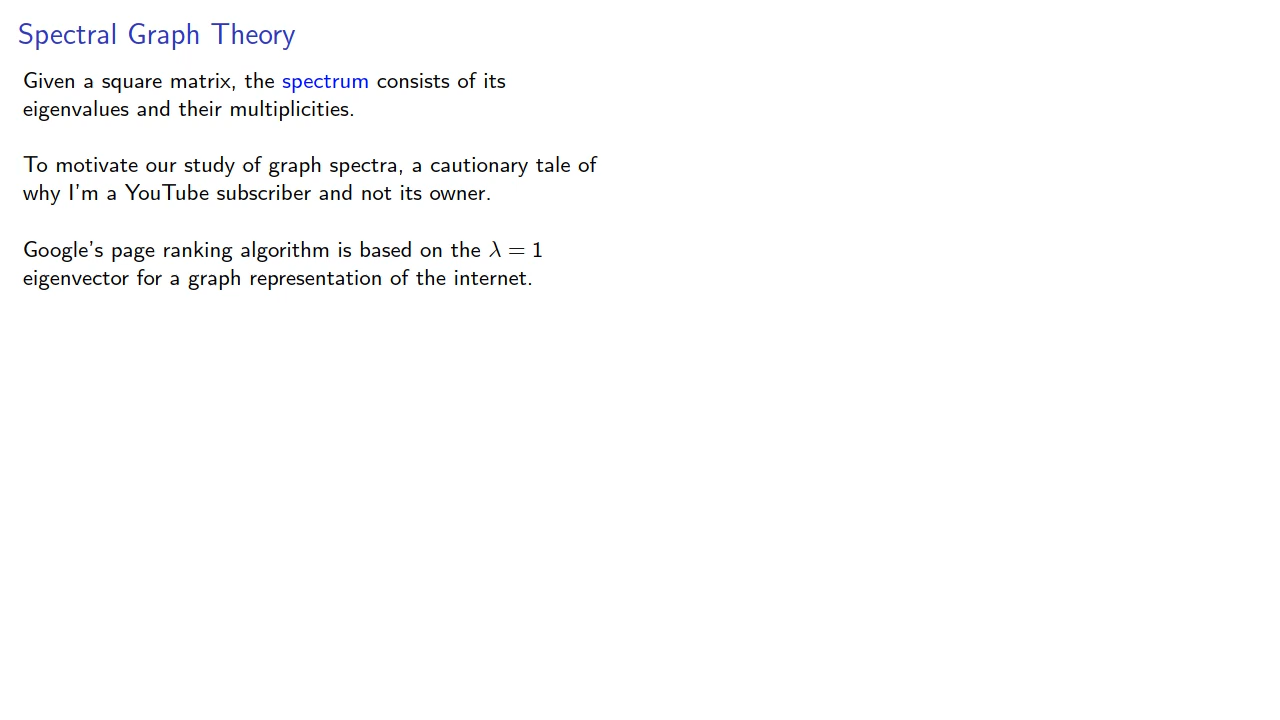 Spectral Graph Theory
Given a square matrix, the spectrum consists of its
eigenvalues and their multiplicities.
To motivate our study of graph spectra, a cautionary tale of
why I'm a YouTube subscriber and not its owner.
Google's page ranking algorithm is based on the λ = 1
eigenvector for a graph representation of the internet.